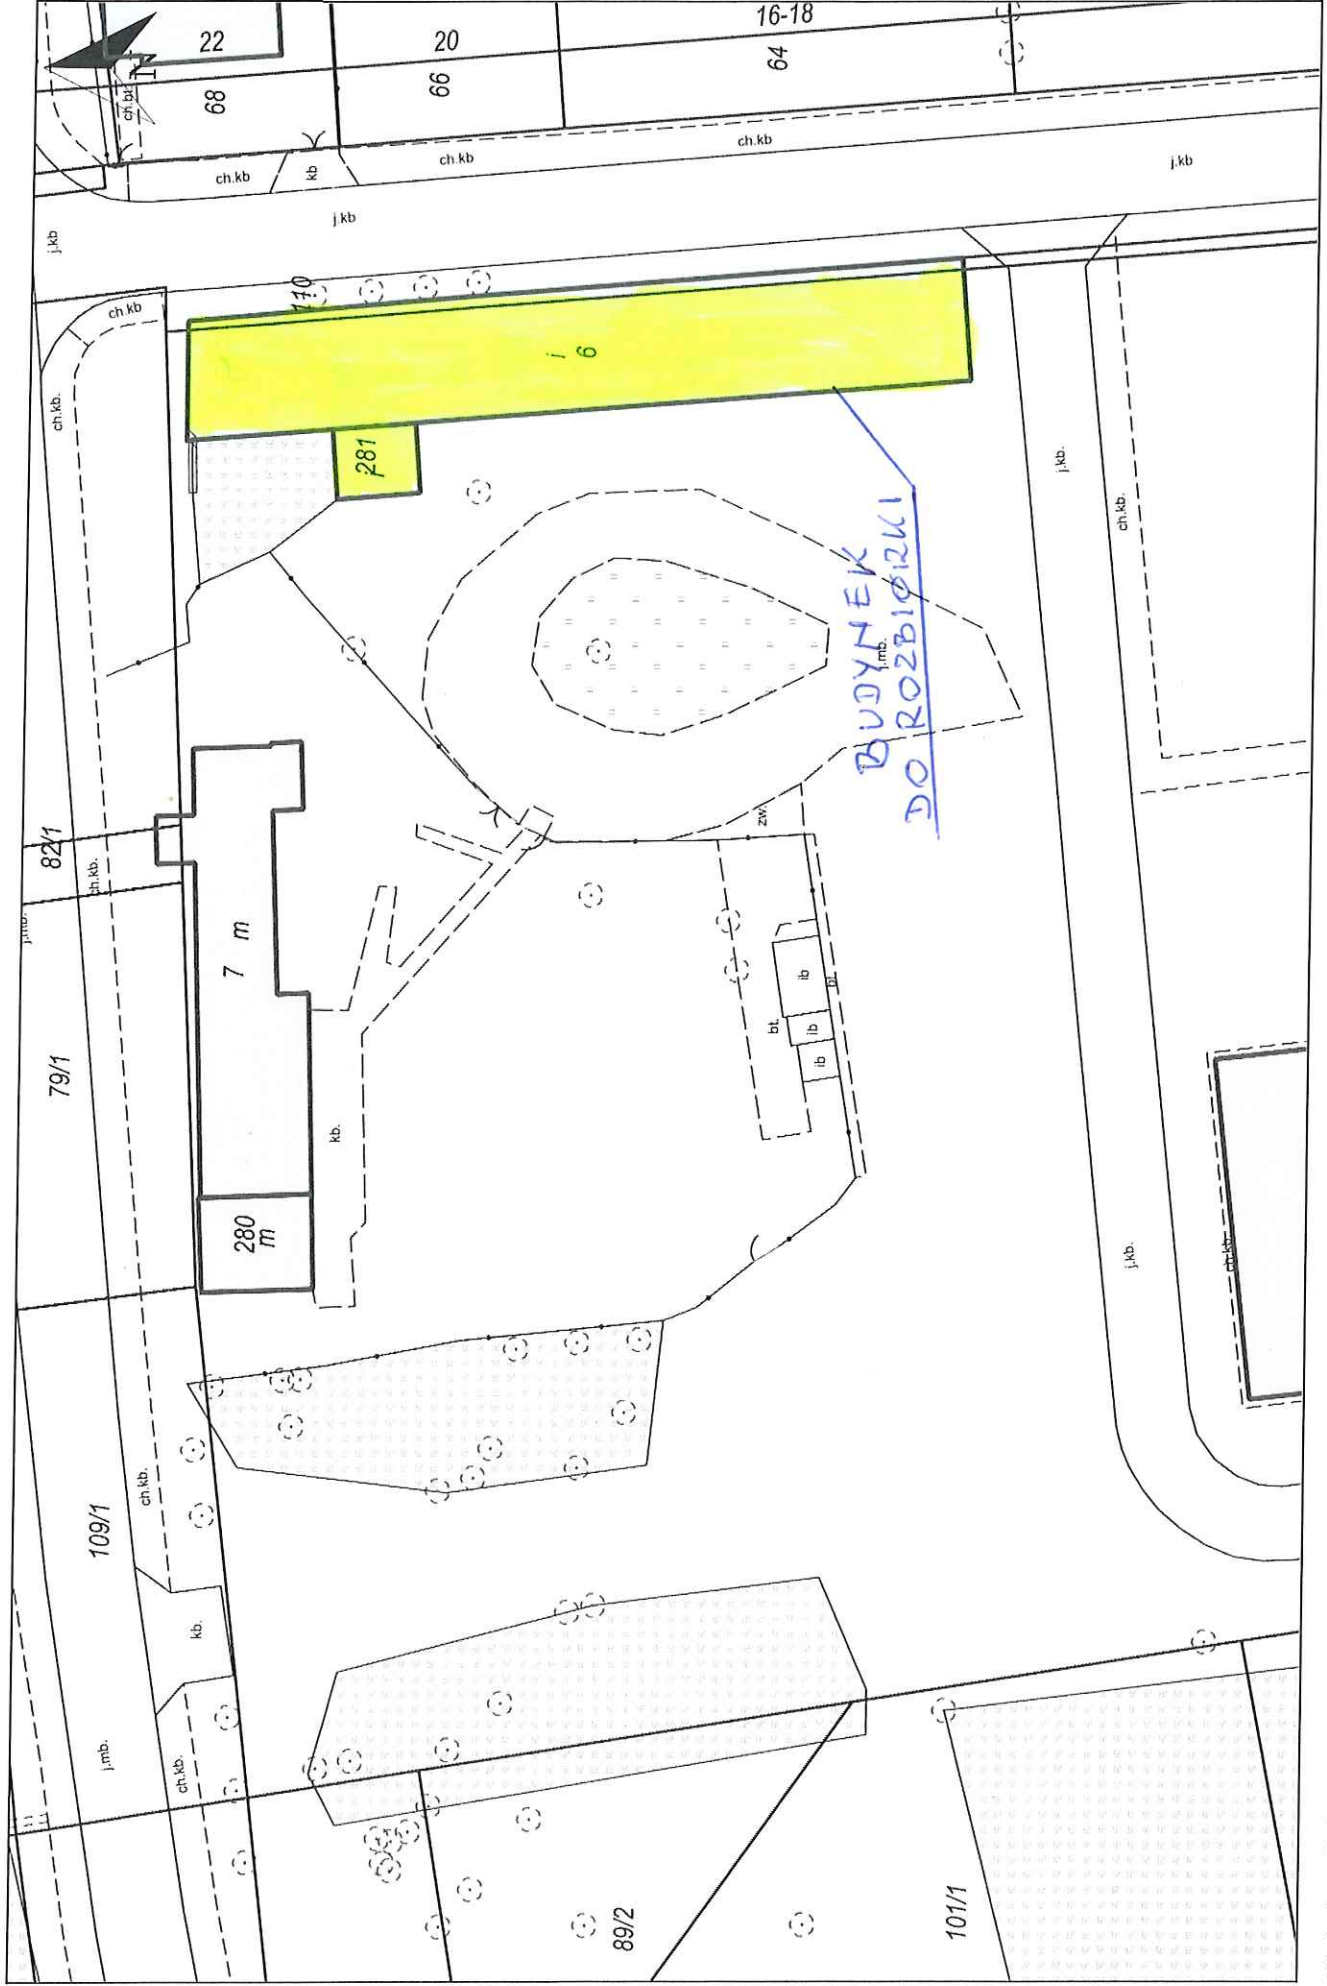 22
20
16-18
68
66
64
ch.kb
kb
ch.kb
ch.kb
j.kb
j.kb
j.kb
110
ch.kb
ch.kb.
i
6
281
j.kb.
ch.kb.
BUDYNEK
DO ROZBIÓRKI
j.mb.
zw.
82/1
ch.kb.
j.mb.
7 m
79/1
ib
bt.
ib
ib
kb.
280
m
j.kb.
ch.kb.
ch.kb.
109/1
kb.
j.mb.
ch.kb.
89/2
101/1